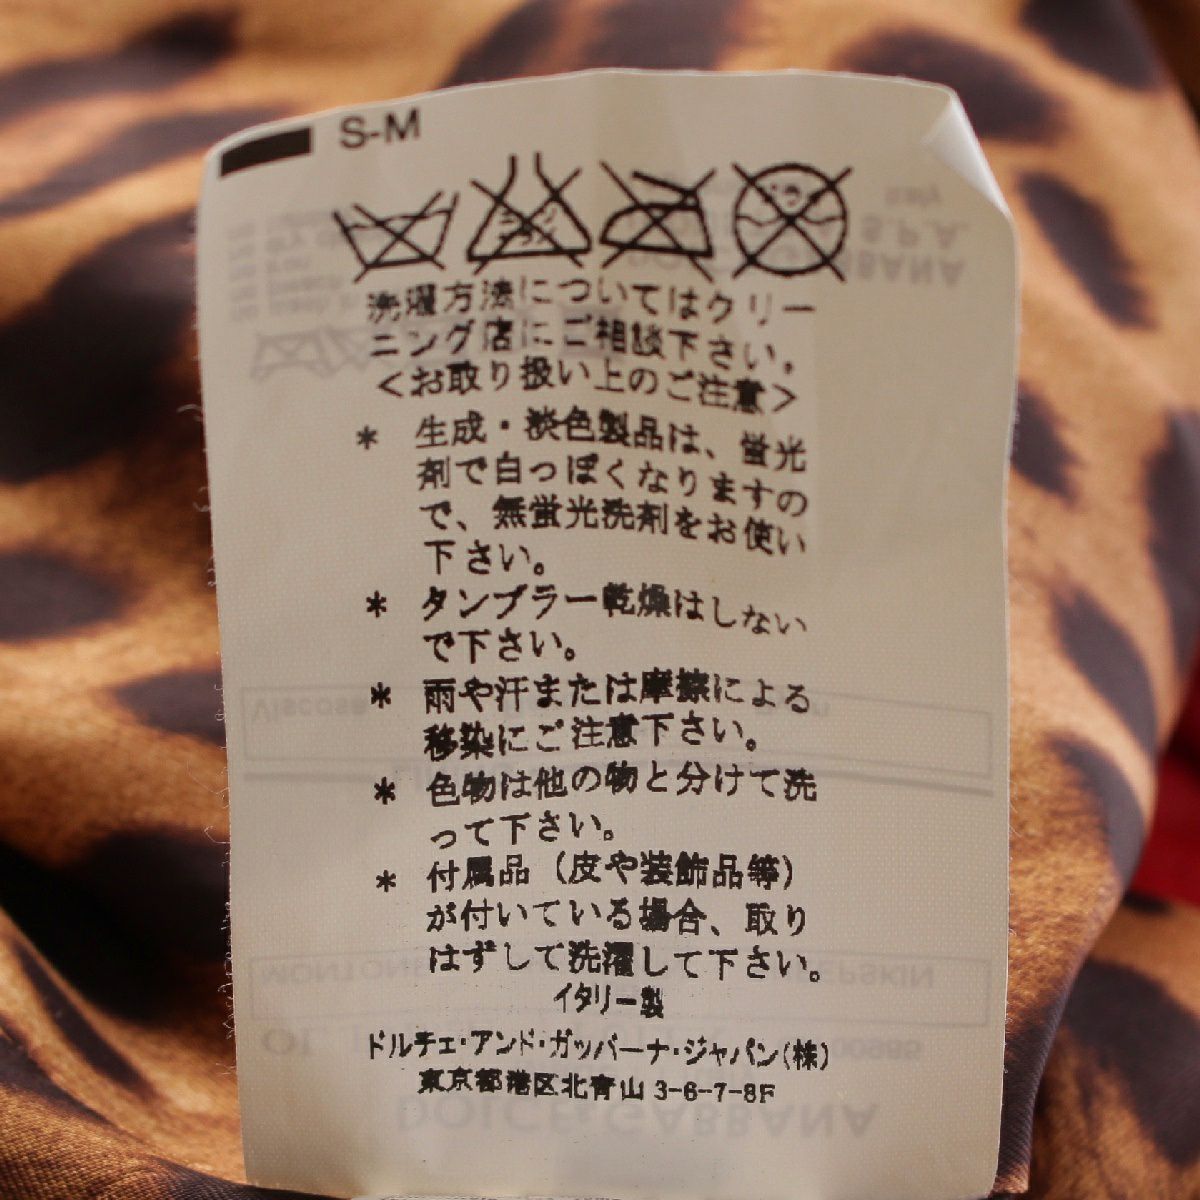 S-M
洗濯方法についてはクリー
ニング店にご相談下さい。
<お取り扱い上のご注意>
* 生成・淡色製品は、蛍光
剤で白っぽくなりますの
で、無蛍光洗剤をお使い
下さい。
* タンブラー乾燥はしない
で下さい。
* 雨や汗または摩擦による
移染にご注意下さい。
* 色物は他の物と分けて洗
って下さい。
* 付属品（皮や装飾品等）
が付いている場合、取り
はずして洗濯して下さい。
イタリー製
ドルチェ・アンド・ガッバーナ・ジャパン(株)
東京都港区北青山 3-6-7-8F